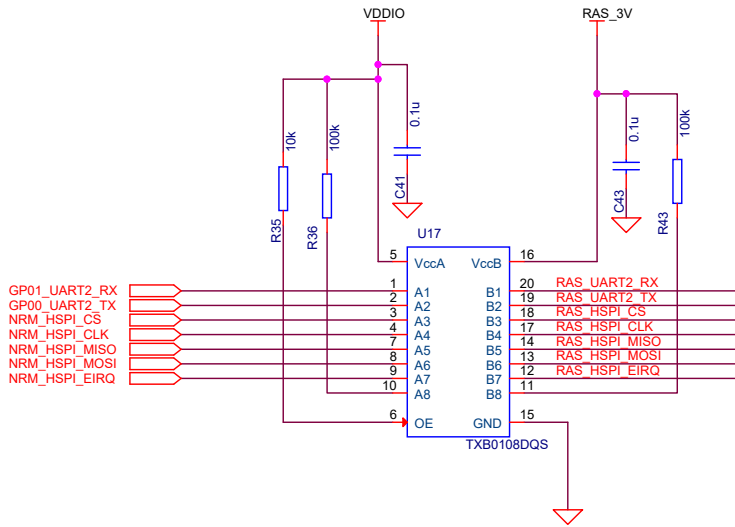 VDDIO
RAS_3V
10k
100k
0.1u
0.1u
100k
R35
R36
C41
C43
R43
U17
5 VccA VccB 16
GP01_UART2_RX 1 A1 B1 20 RAS_UART2_RX
GP00_UART2_TX 2 A2 B2 19 RAS_UART2_TX
NRM_HSPI_CS 3 A3 B3 18 RAS_HSPI_CS
NRM_HSPI_CLK 4 A4 B4 17 RAS_HSPI_CLK
NRM_HSPI_MISO 7 A5 B5 14 RAS_HSPI_MISO
NRM_HSPI_MOSI 8 A6 B6 13 RAS_HSPI_MOSI
NRM_HSPI_EIRQ 9 A7 B7 12 RAS_HSPI_EIRQ
10 A8 B8 11
6 OE GND 15
TXB0108DQS